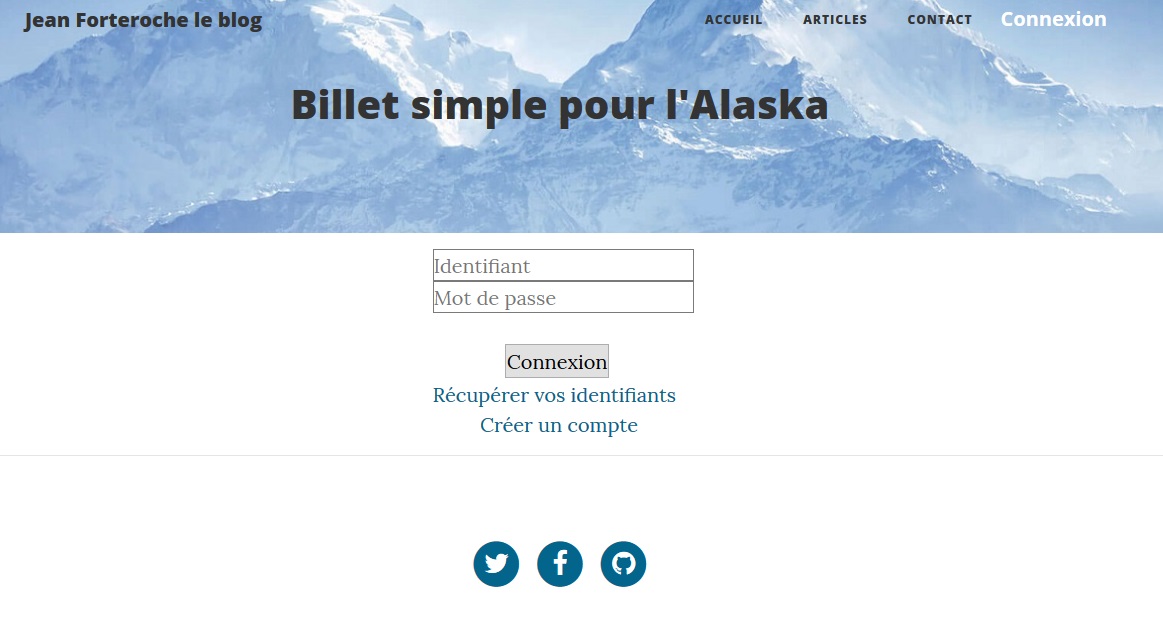 Jean Forteroche le blog ACCUEIL ARTICLES CONTACT Connexion
Billet simple pour l'Alaska
Identifiant
Mot de passe
Connexion
Récupérer vos identifiants
Créer un compte